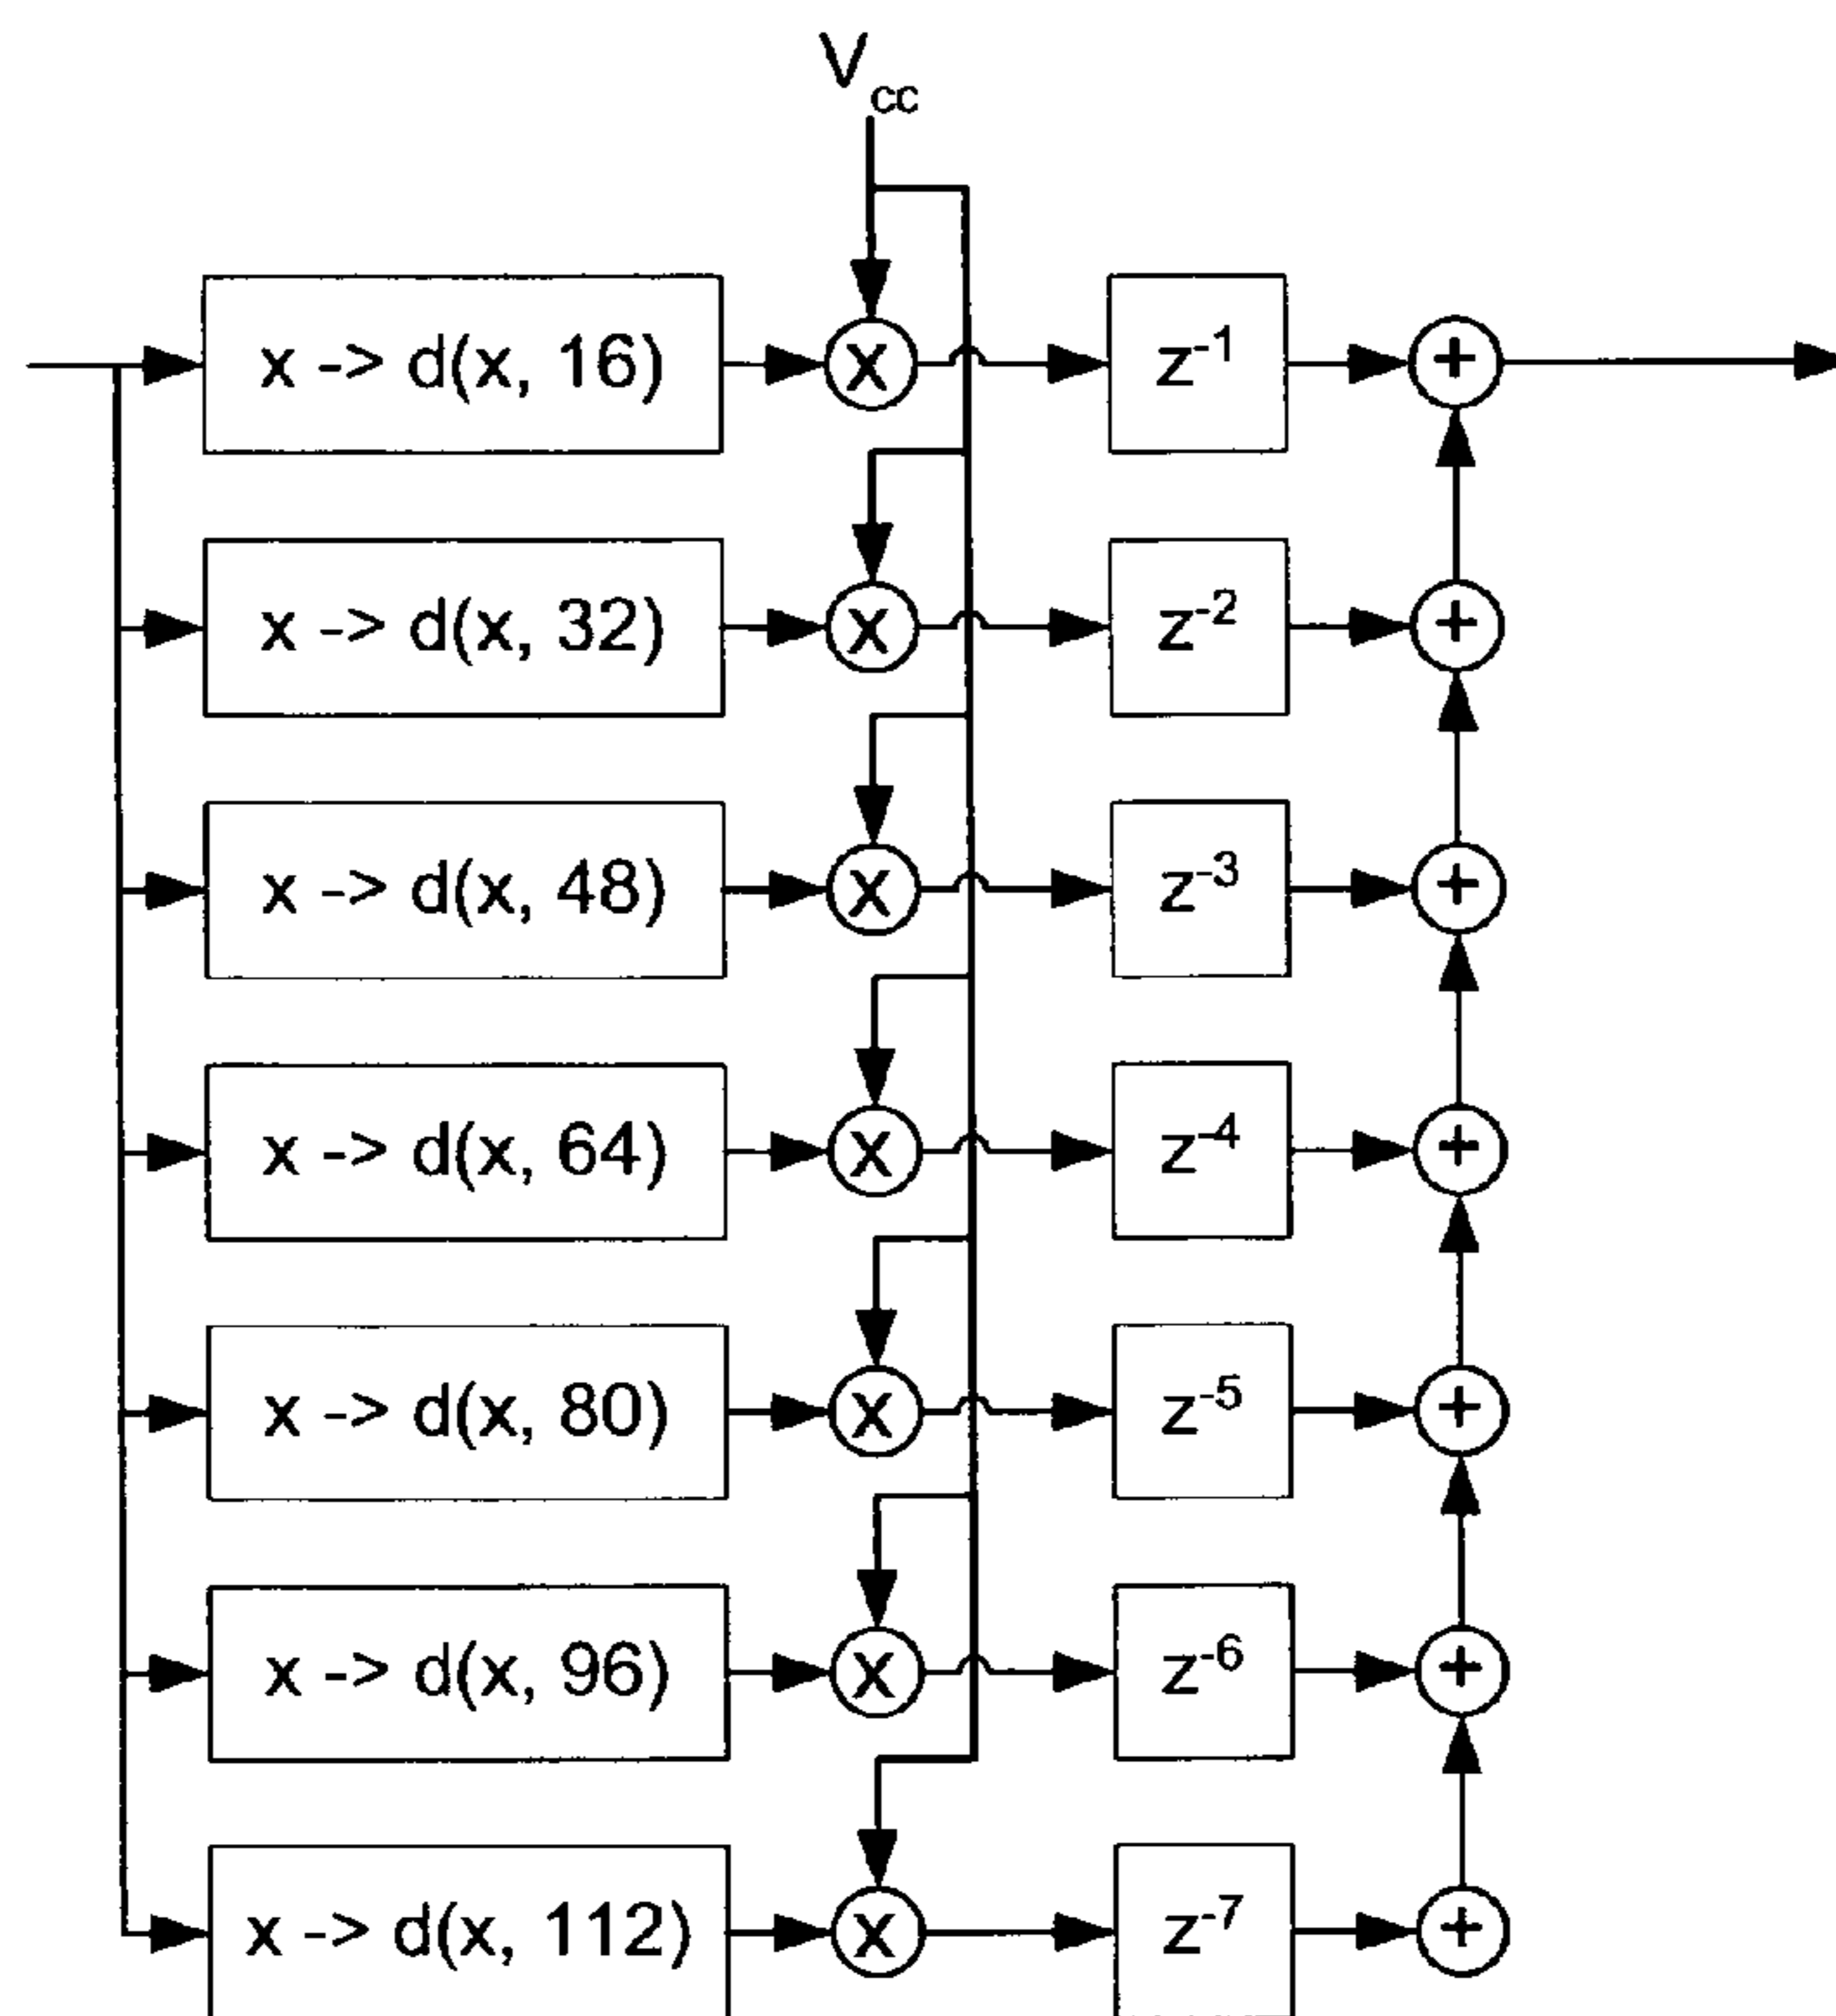 Vcc
x -> d(x, 16) X z-1 +
x -> d(x, 32) X z-2 +
x -> d(x, 48) X z-3 +
x -> d(x, 64) X z-4 +
x -> d(x, 80) X z-5 +
x -> d(x, 96) X z-6 +
x -> d(x, 112) X z-7 +